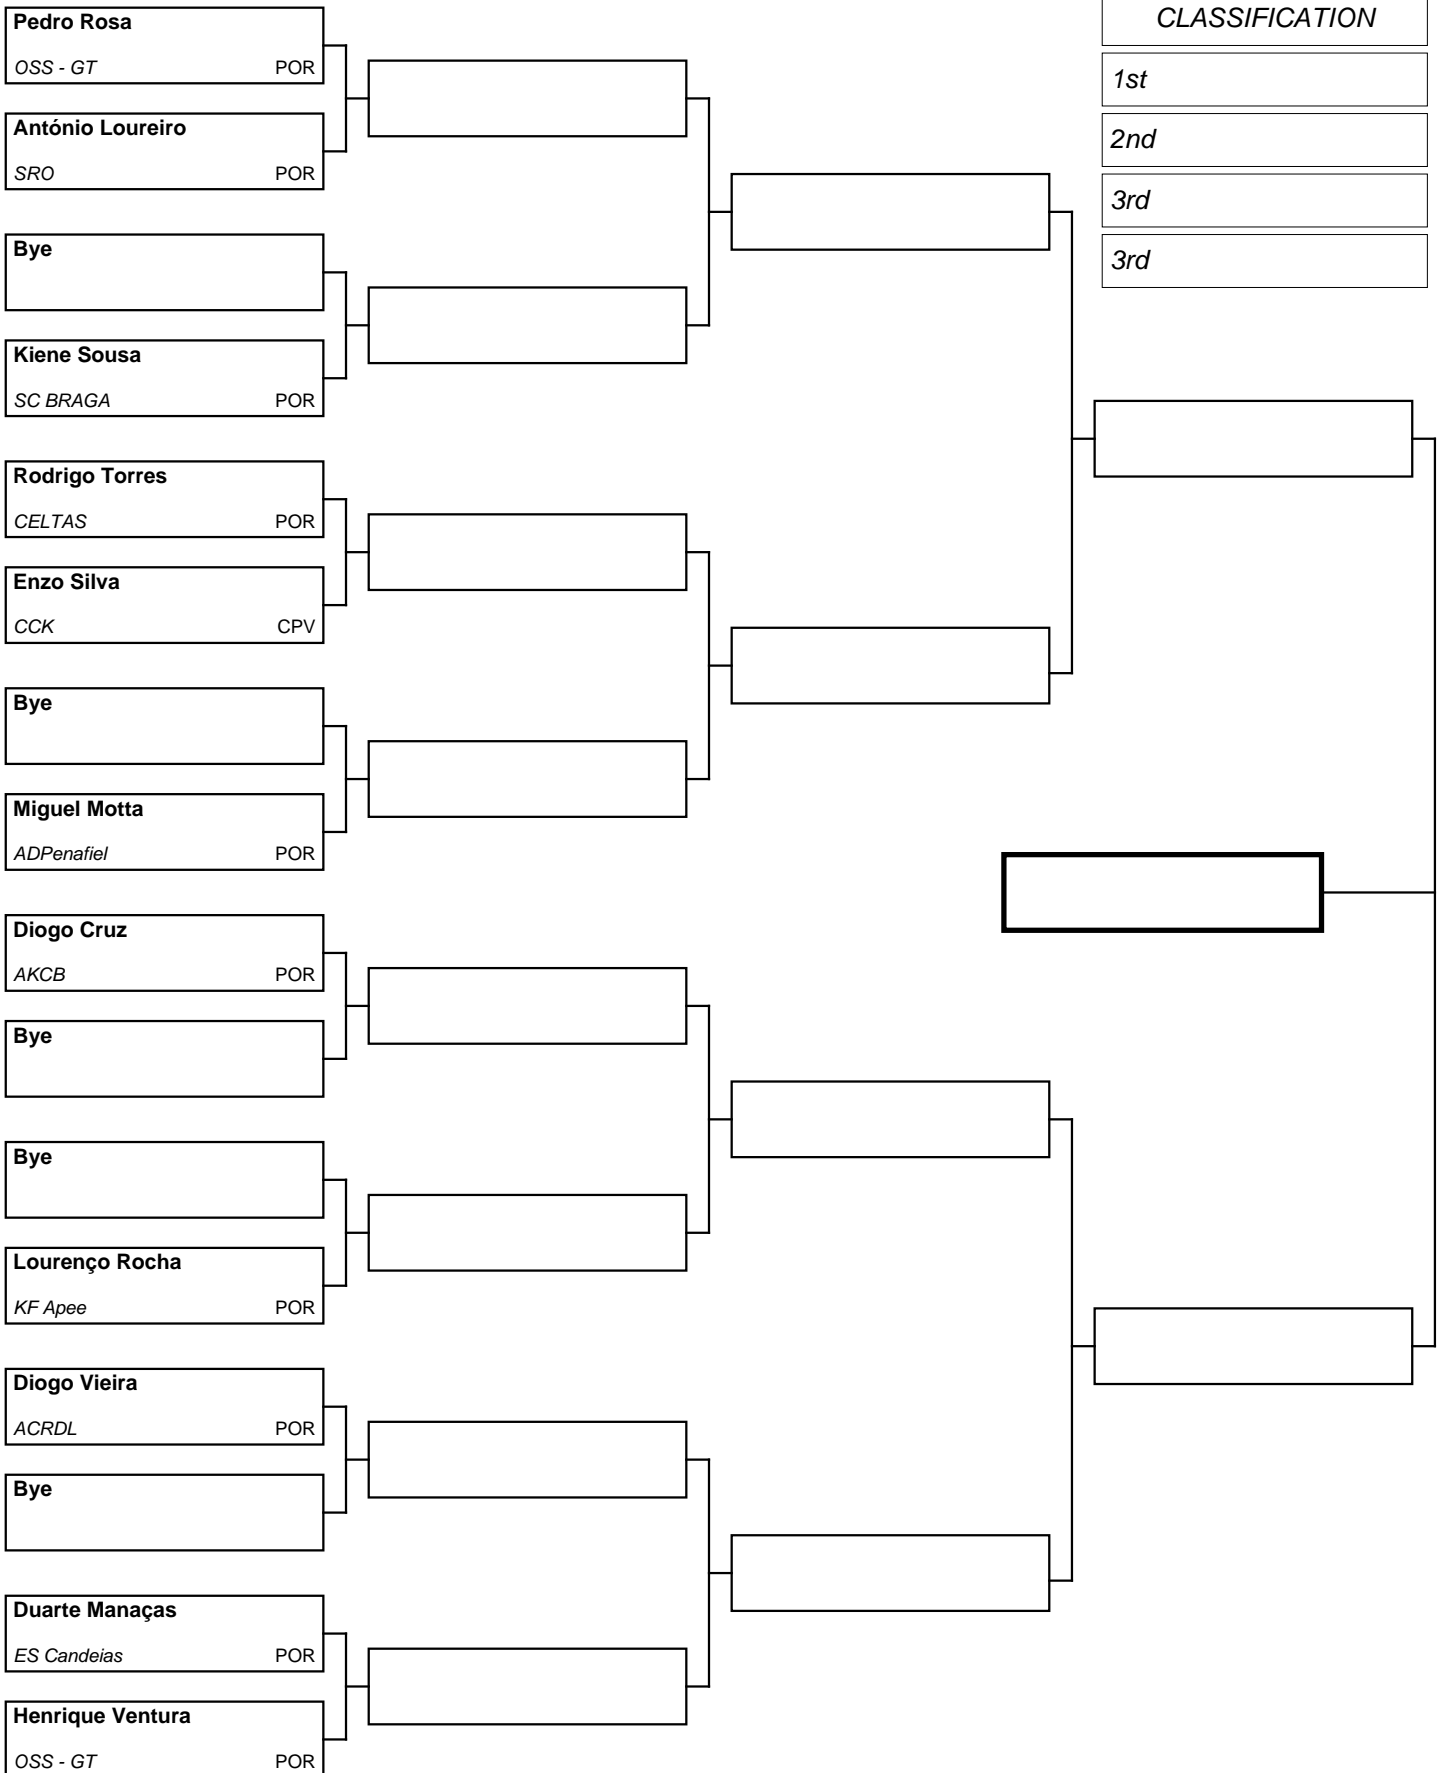 Pedro Rosa
OSS - GT POR
António Loureiro
SRO POR
Bye
Kiene Sousa
SC BRAGA POR
Rodrigo Torres
CELTAS POR
Enzo Silva
CCK CPV
Bye
Miguel Motta
ADPenafiel POR
Diogo Cruz
AKCB POR
Bye
Bye
Lourenço Rocha
KF Apee POR
Diogo Vieira
ACRDL POR
Bye
Duarte Manaças
ES Candeias POR
Henrique Ventura
OSS - GT POR
CLASSIFICATION
1st
2nd
3rd
3rd